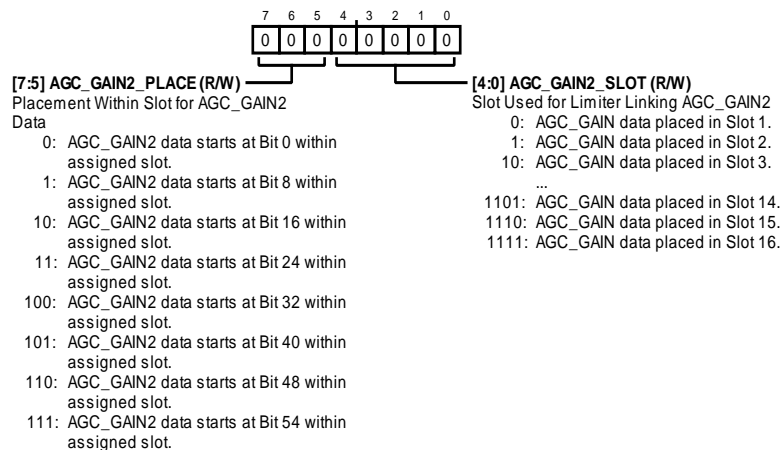 7 6 5 4 3 2 1 0
0 0 0 0 0 0 0 0
[7:5] AGC_GAIN2_PLACE (R/W)
Placement Within Slot for AGC_GAIN2
Data
0: AGC_GAIN2 data starts at Bit 0 within
assigned slot.
1: AGC_GAIN2 data starts at Bit 8 within
assigned slot.
10: AGC_GAIN2 data starts at Bit 16 within
assigned slot.
11: AGC_GAIN2 data starts at Bit 24 within
assigned slot.
100: AGC_GAIN2 data starts at Bit 32 within
assigned slot.
101: AGC_GAIN2 data starts at Bit 40 within
assigned slot.
110: AGC_GAIN2 data starts at Bit 48 within
assigned slot.
111: AGC_GAIN2 data starts at Bit 54 within
assigned slot.
[4:0] AGC_GAIN2_SLOT (R/W)
Slot Used for Limiter Linking AGC_GAIN2
0: AGC_GAIN data placed in Slot 1.
1: AGC_GAIN data placed in Slot 2.
10: AGC_GAIN data placed in Slot 3.
...
1101: AGC_GAIN data placed in Slot 14.
1110: AGC_GAIN data placed in Slot 15.
1111: AGC_GAIN data placed in Slot 16.